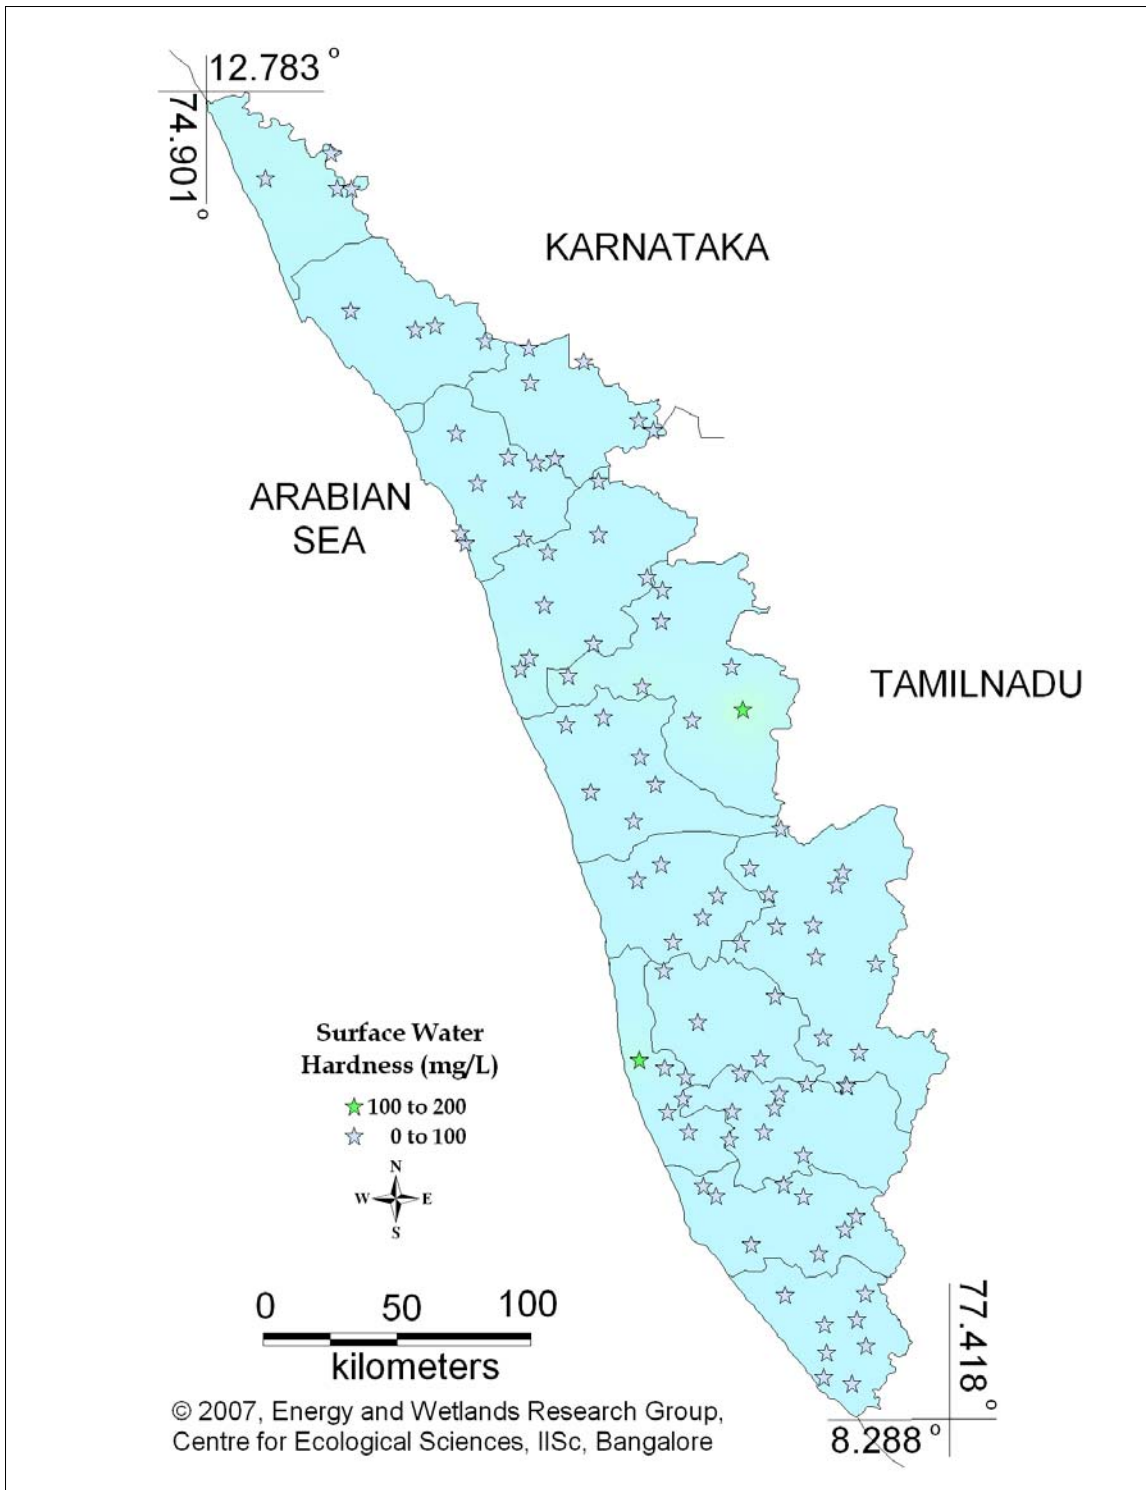 12.783 °
74.901 °
KARNATAKA
ARABIAN
SEA
TAMILNADU
Surface Water
Hardness (mg/L)
100 to 200
0 to 100
N
W E
S
0 50 100
kilometers
77.418 °
8.288 °
© 2007, Energy and Wetlands Research Group,
Centre for Ecological Sciences, IISc, Bangalore